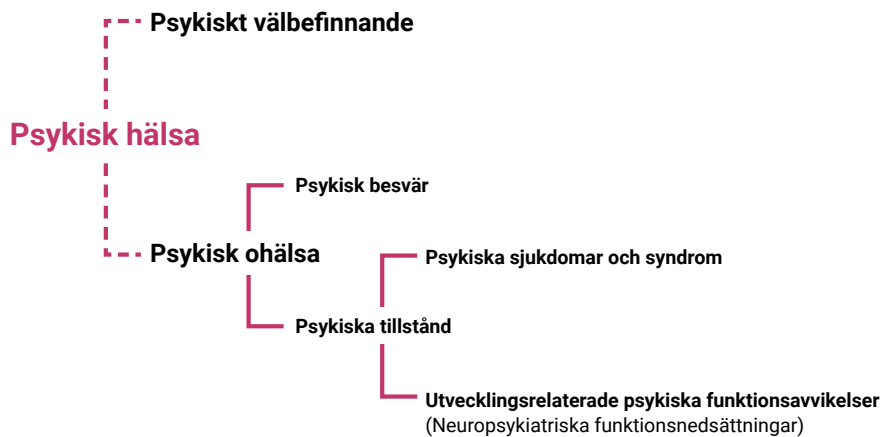 Psykiskt välbefinnande
Psykisk hälsa
Psykisk besvär
Psykisk ohälsa
Psykiska sjukdomar och syndrom
Psykiska tillstånd
Utvecklingsrelaterade psykiska funktionsavvikelser
(Neuropsykiatriska funktionsnedsättningar)